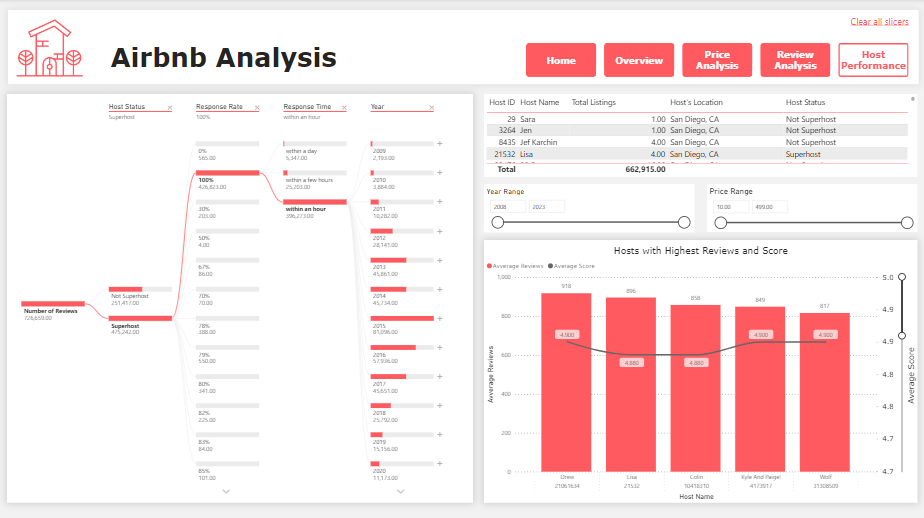 Clear all slicers
Airbnb Analysis
Home
Overview
Price
Analysis
Review
Analysis
Host
Performance
Host Status
Superhost
Response Rate
100%
Response Time
within an hour
Year
Number of Reviews
726,659.00
Not Superhost
251,417.00
Superhost
475,242.00
0%
565.00
100%
426,823.00
30%
203.00
50%
4.00
67%
86.00
70%
70.00
78%
388.00
79%
550.00
80%
341.00
82%
225.00
83%
84.00
85%
101.00
within a day
5,347.00
within a few hours
25,203.00
within an hour
396,273.00
2009
2,193.00
2010
3,884.00
2011
10,282.00
2012
28,141.00
2013
45,861.00
2014
45,734.00
2015
81,096.00
2016
57,936.00
2017
45,651.00
2018
25,792.00
2019
15,156.00
2020
11,173.00
Host ID Host Name Total Listings Host's Location Host Status
29 Sara 1.00 San Diego, CA Not Superhost
3264 Jen 1.00 San Diego, CA Not Superhost
8435 Jef Karchin 4.00 San Diego, CA Not Superhost
21532 Lisa 4.00 San Diego, CA Superhost
Total 662,915.00
Year Range
2008 2023
Price Range
10.00 499.00
Hosts with Highest Reviews and Score
Avverage Reviews Avverage Score
1,000
800
600
400
200
0
Avverage Reviews
918
896
858
849
817
4.900
4.880
4.880
4.900
4.900
5.0
4.9
4.9
4.8
4.8
4.7
4.7
Avverage Score
Drew
21061634
Lisa
21532
Colin
10418310
Kyle And Paige
4173917
Wolf
31308509
Host Name